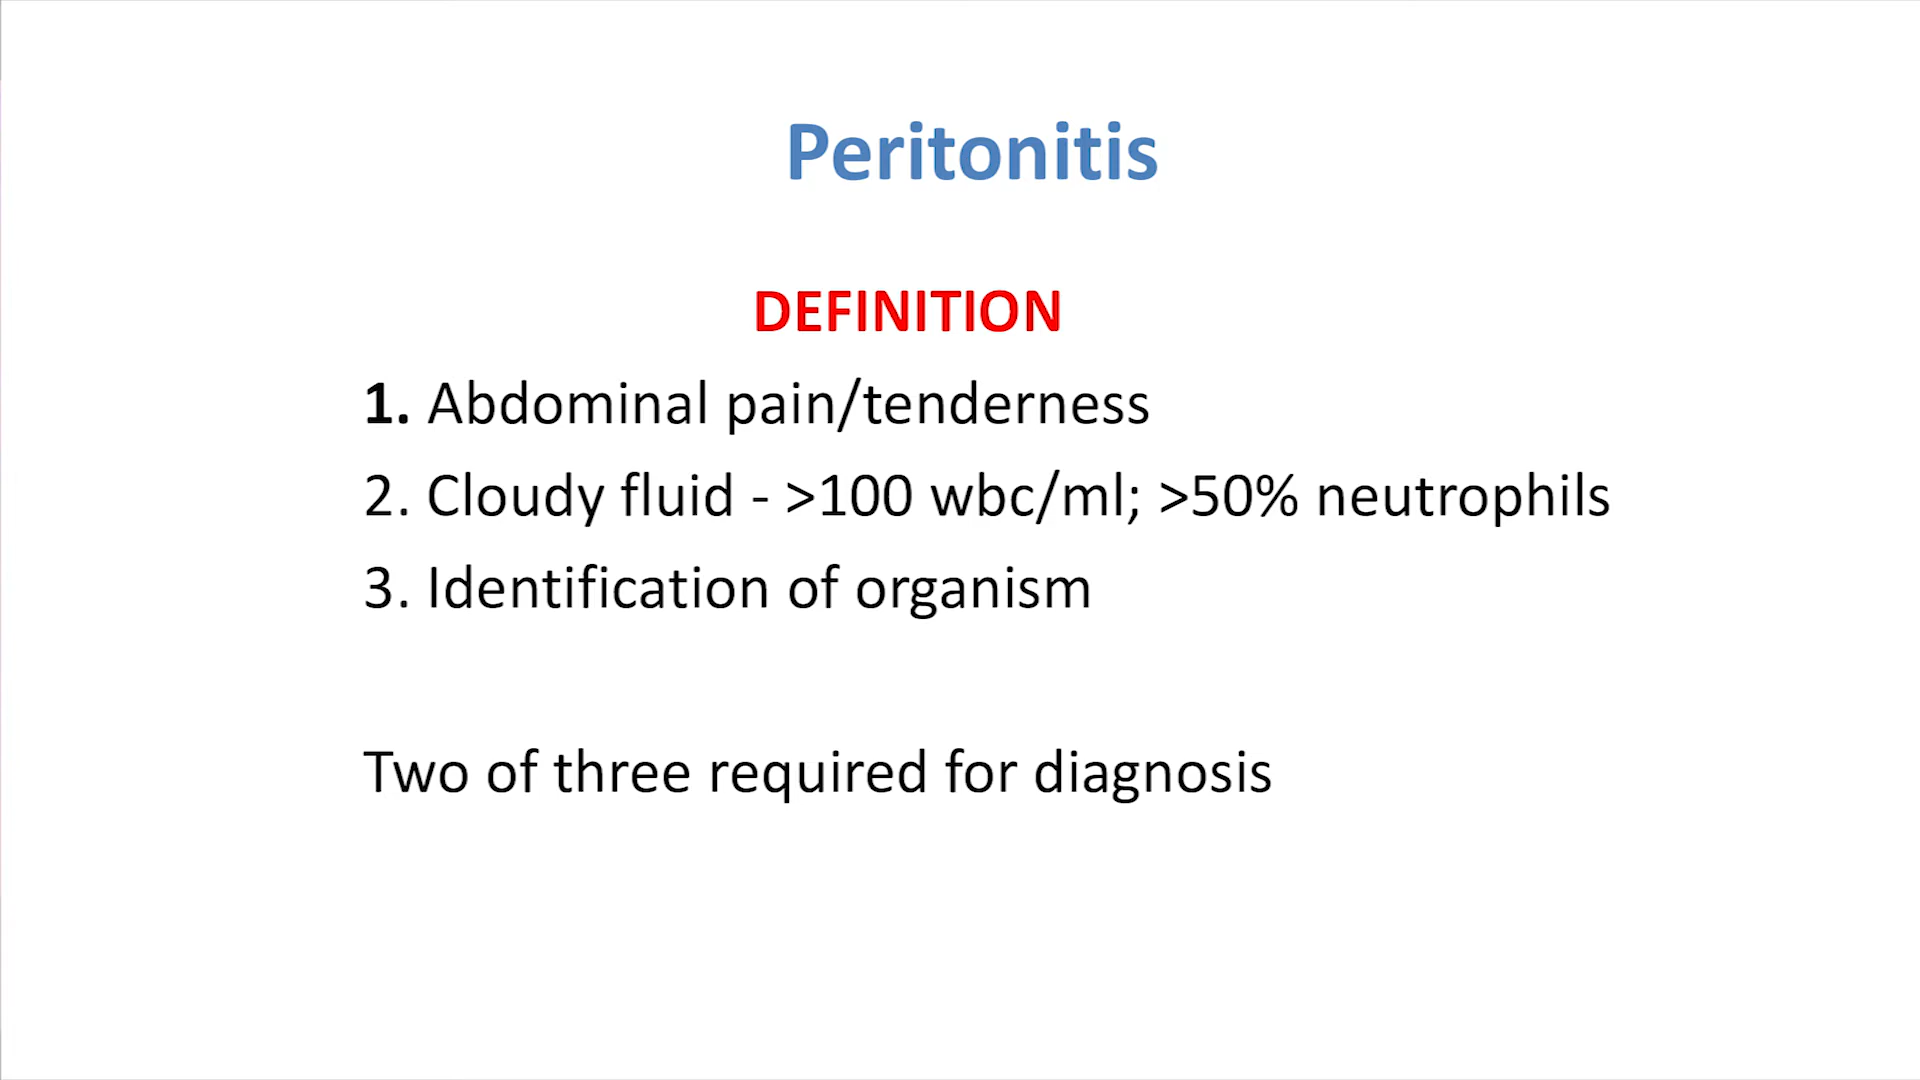 Peritonitis
DEFINITION
1. Abdominal pain/tenderness
2. Cloudy fluid - >100 wbc/ml; >50% neutrophils
3. Identification of organism
Two of three required for diagnosis